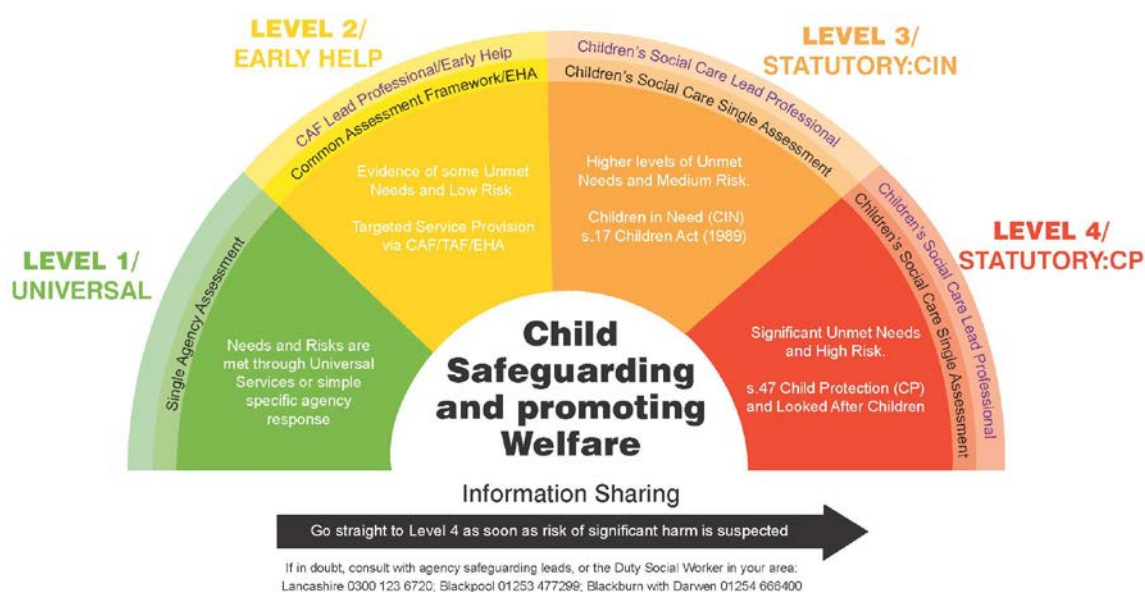 LEVEL 1/
UNIVERSAL
Single Agency Assessment
Needs and Risks are
met through Universal
Services or simple
specific agency
response
LEVEL 2/
EARLY HELP
CAF Lead Professional/Early Help
Common Assessment Framework/EHA
Evidence of some Unmet
Needs and Low Risk.
Targeted Service Provision
via CAF/TAF/EHA
LEVEL 3/
STATUTORY:CIN
Children's Social Care Lead Professional
Children's Social Care Single Assessment
Higher levels of Unmet
Needs and Medium Risk.
Children in Need (CIN)
s.17 Children Act (1989)
LEVEL 4/
STATUTORY:CP
Children's Social Care Lead Professional
Children's Social Care Single Assessment
Significant Unmet Needs
and High Risk.
s.47 Child Protection (CP)
and Looked After Children
Child
Safeguarding
and promoting
Welfare
Information Sharing
Go straight to Level 4 as soon as risk of significant harm is suspected
If in doubt, consult with agency safeguarding leads, or the Duty Social Worker in your area:
Lancashire 0300 123 6720; Blackpool 01253 477299; Blackburn with Darwen 01254 666400